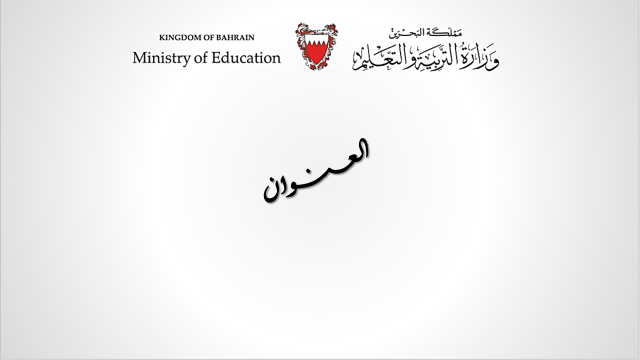 KINGDOM OF BAHRAIN
Ministry of Education
مملكة البحرين
وزارة التربية والتعليم
العنوان